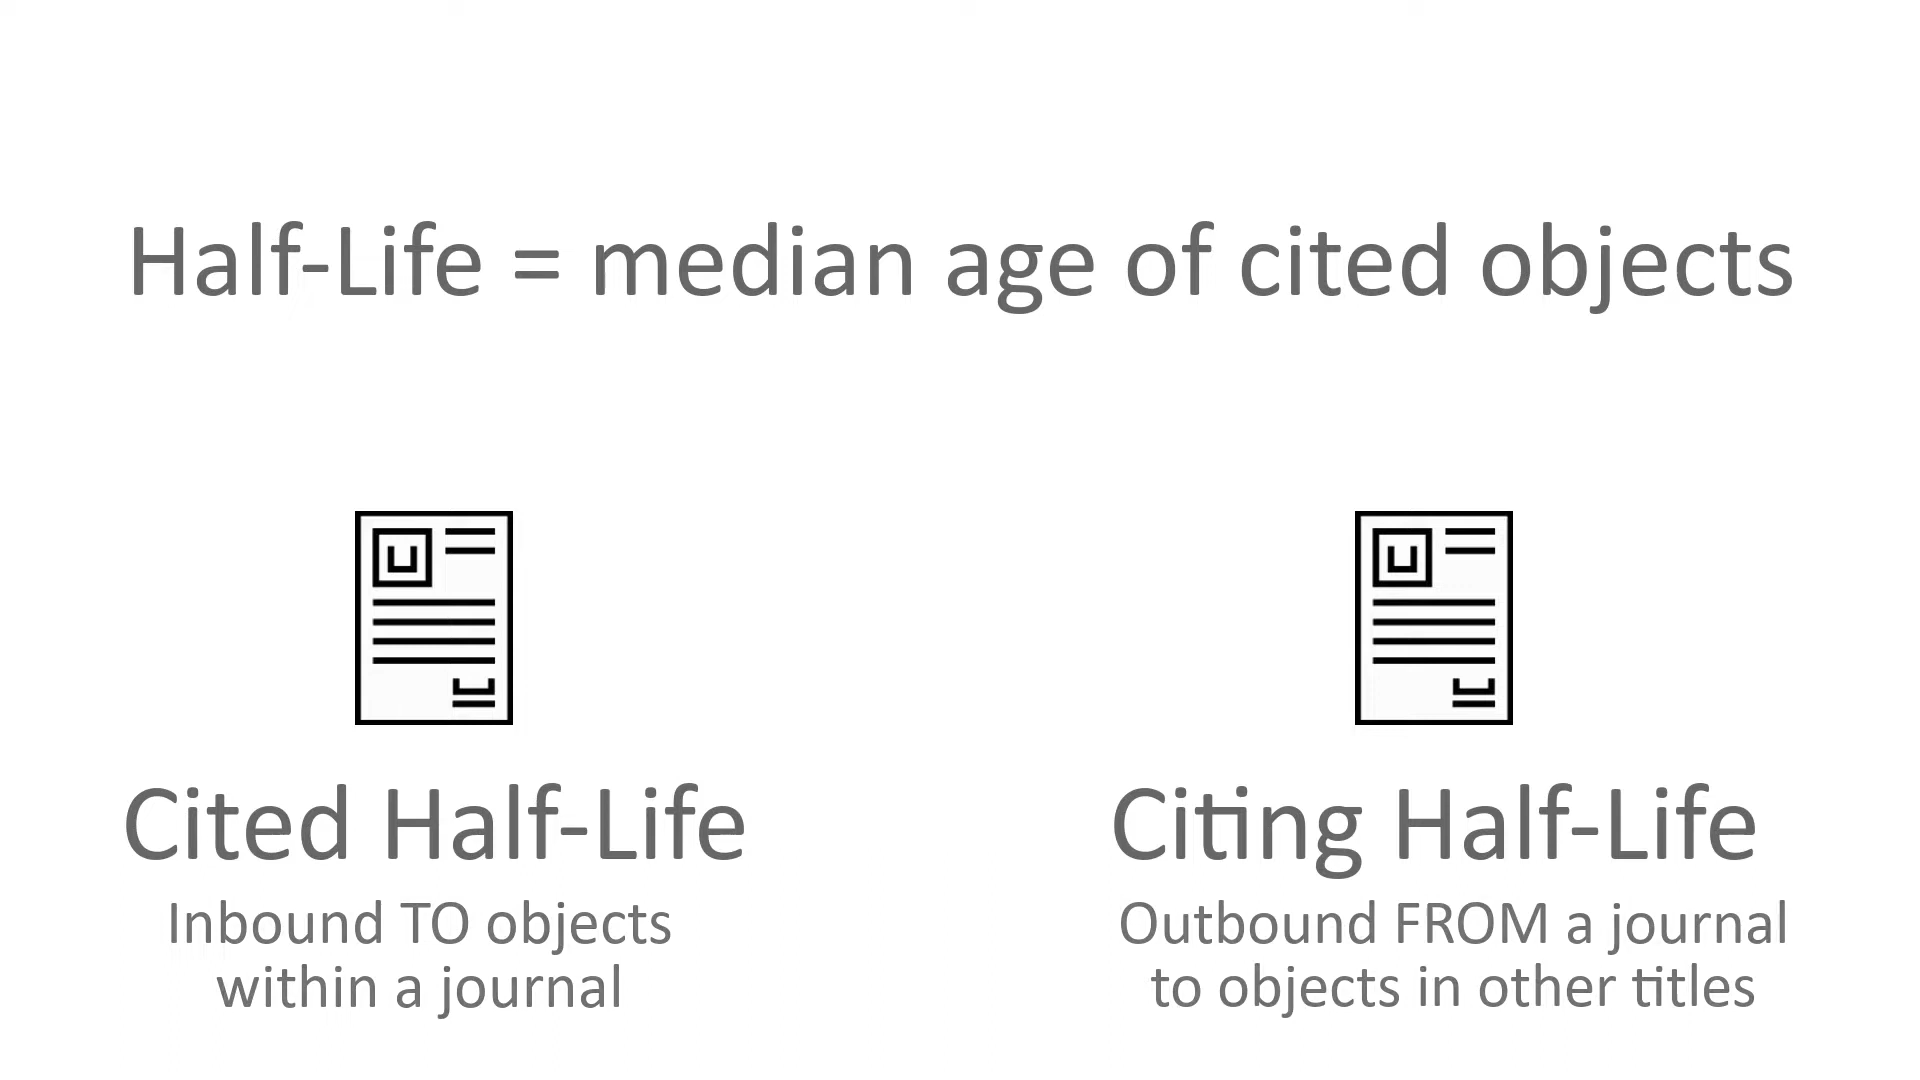 Half-Life = median age of cited objects
Cited Half-Life
Inbound TO objects
within a journal
Citing Half-Life
Outbound FROM a journal
to objects in other titles